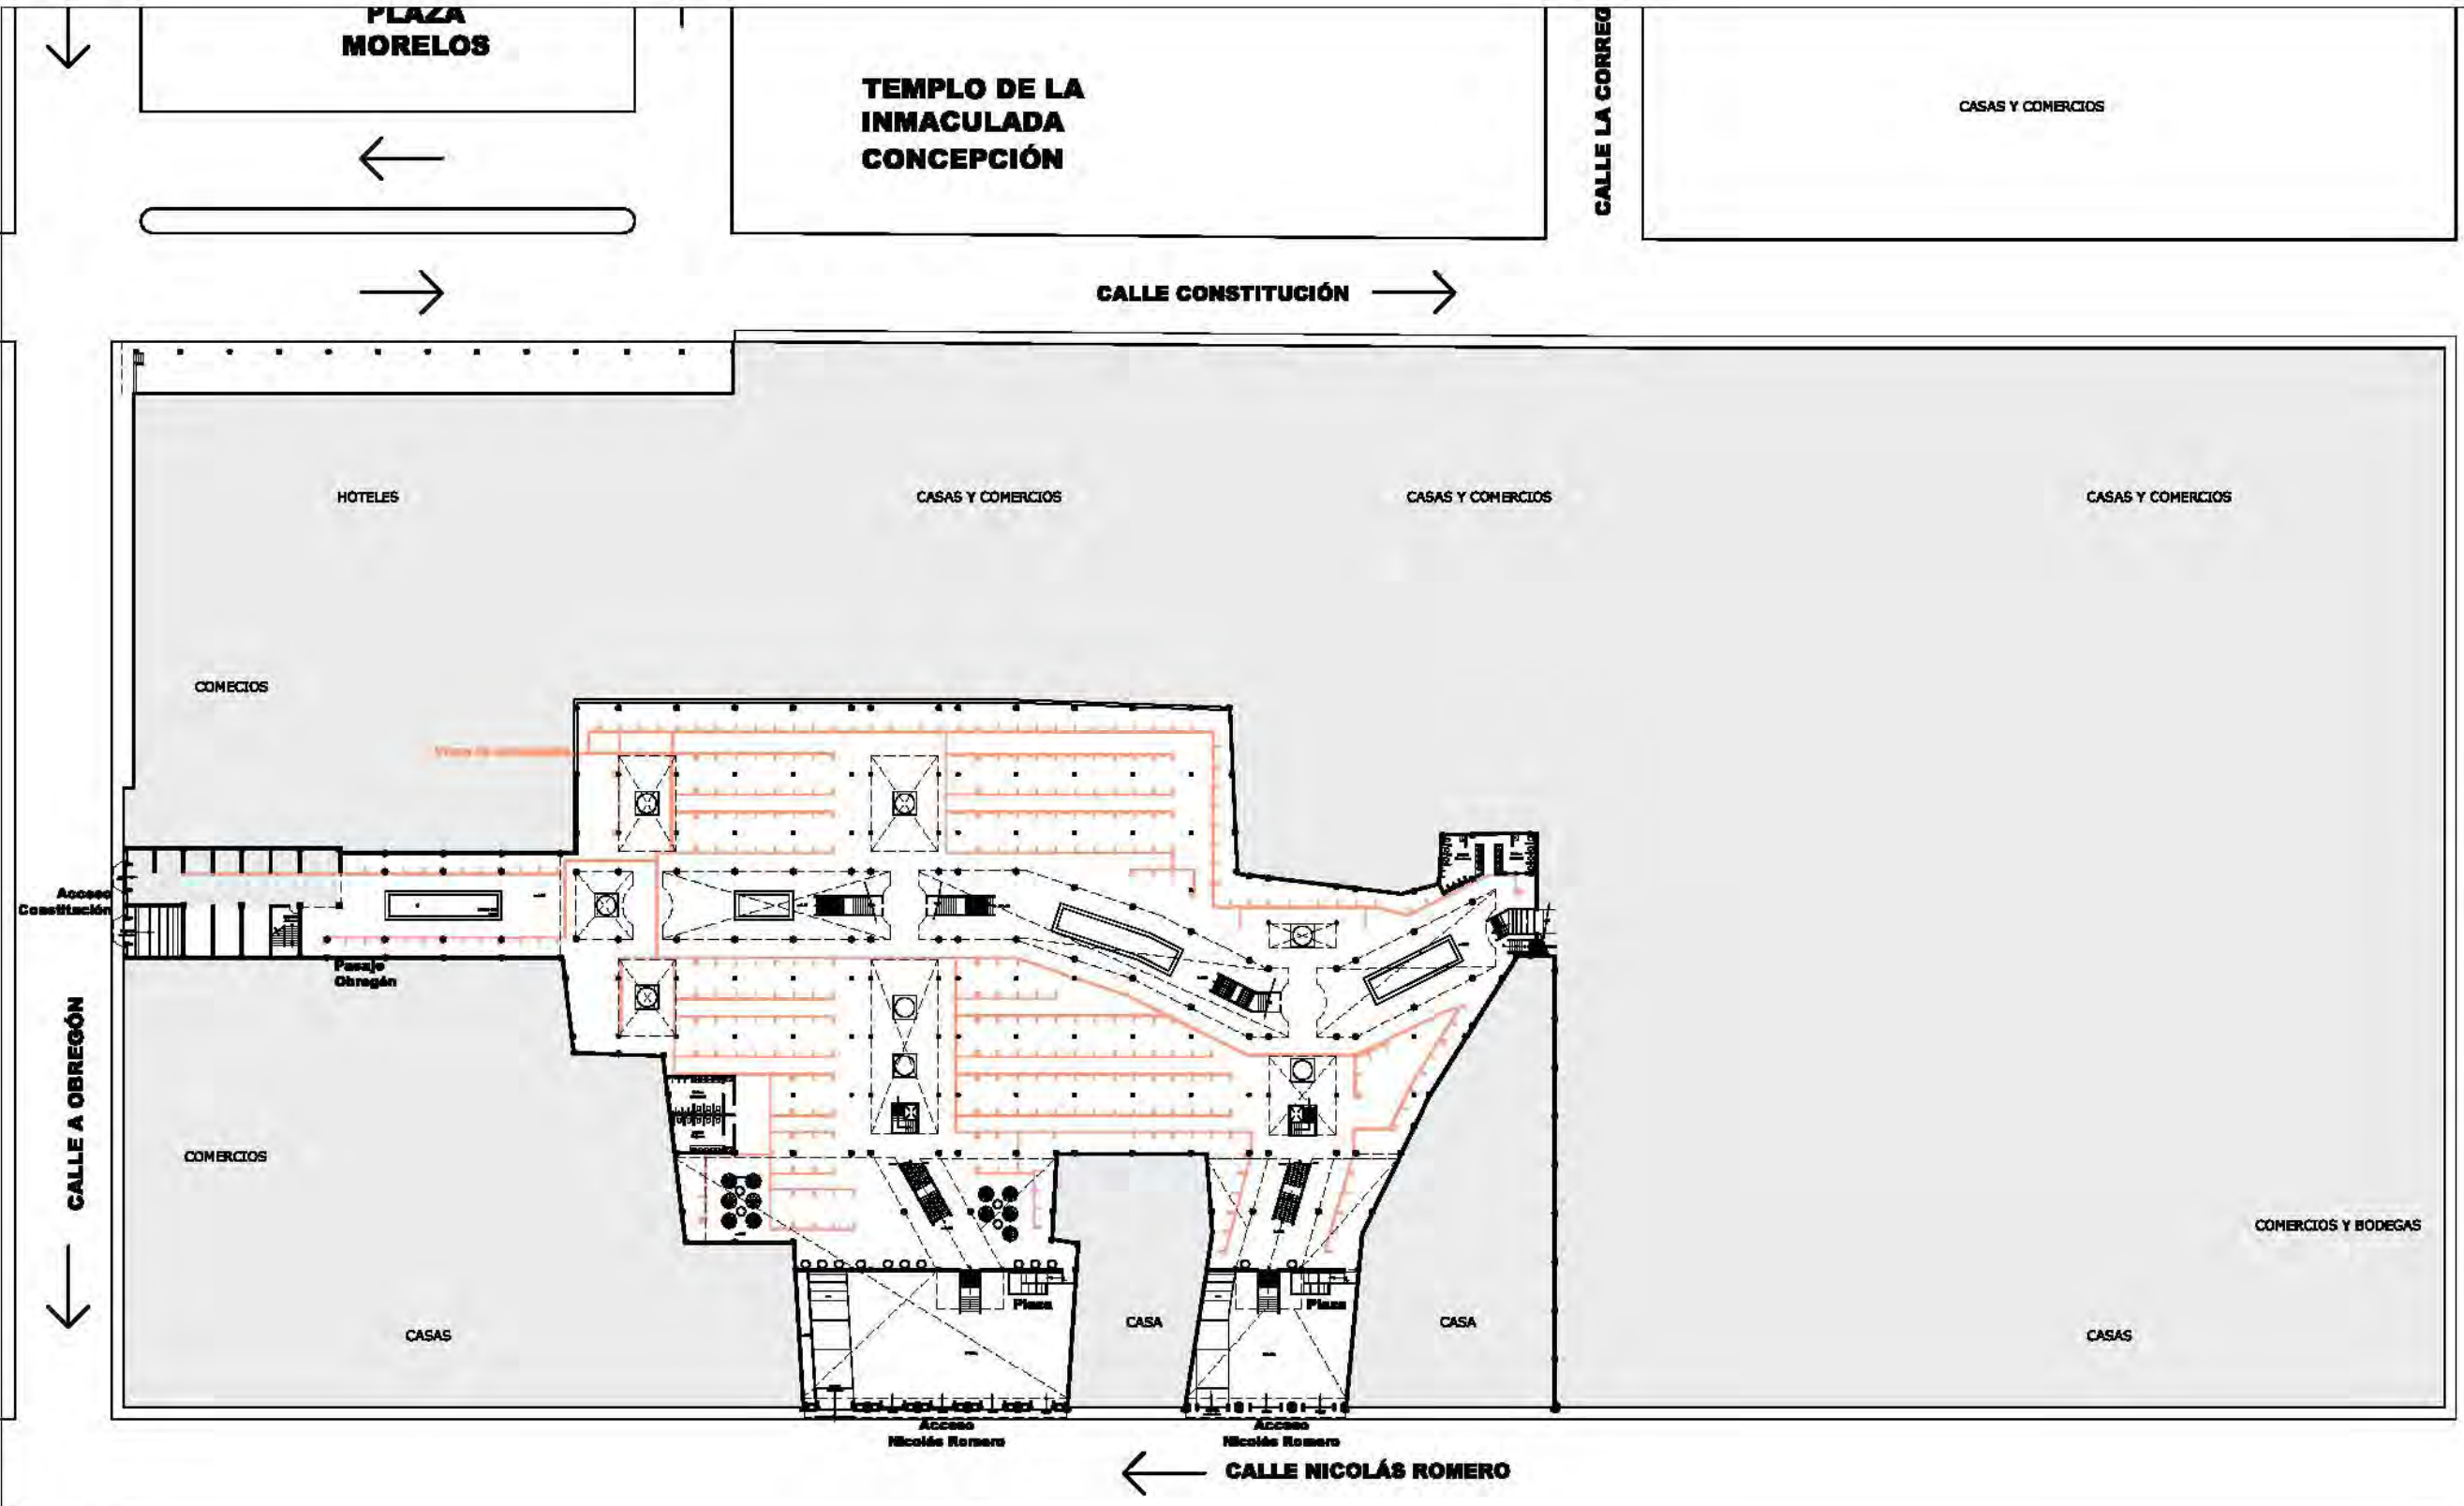 PLAZA
MORELOS
TEMPLO DE LA
INMACULADA
CONCEPCIÓN
CALLE LA CORREG
CASAS Y COMERCIOS
CALLE CONSTITUCIÓN
HOTELES
CASAS Y COMERCIOS
CASAS Y COMERCIOS
CASAS Y COMERCIOS
COMECIOS
Acceso
Constitución
Pasaje
Obregón
CALLE A OBREGÓN
COMERCIOS
COMERCIOS Y BODEGAS
Plaza
Plaza
CASA
CASA
CASAS
CASAS
Acceso
Nicolás Romero
Acceso
Nicolás Romero
CALLE NICOLÁS ROMERO